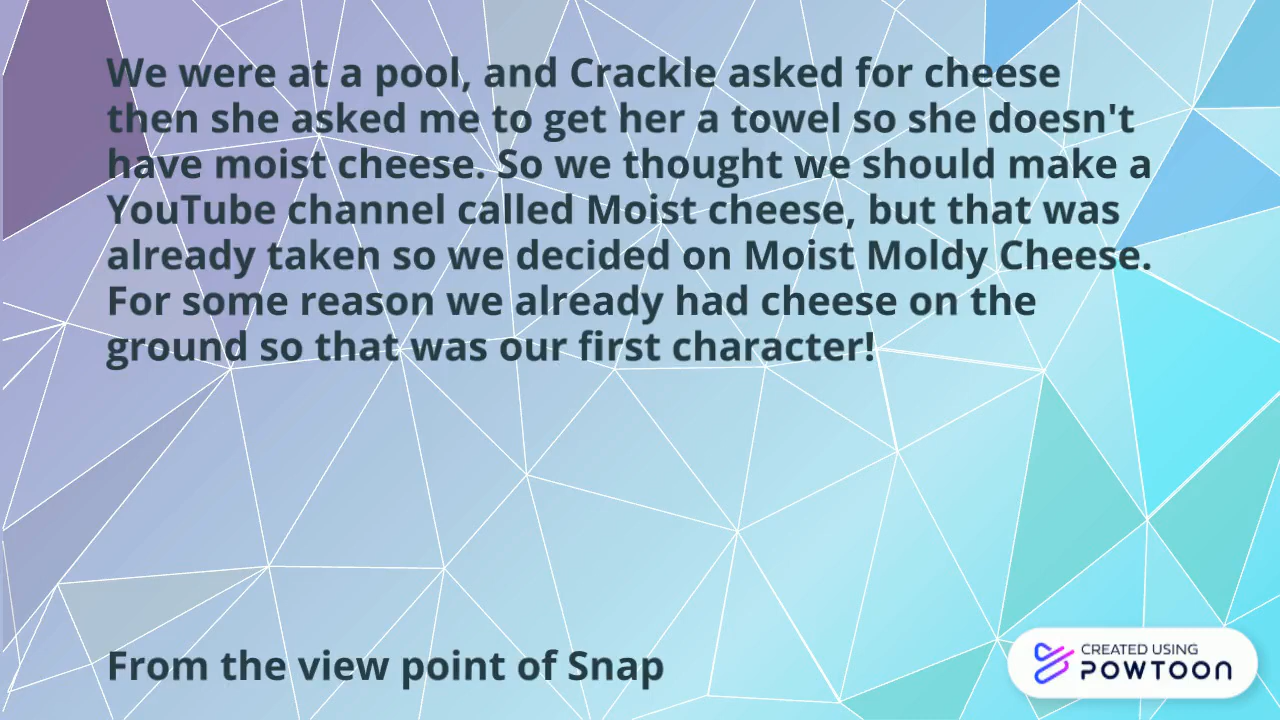 We were at a pool, and Crackle asked for cheese
then she asked me to get her a towel so she doesn't
have moist cheese. So we thought we should make a
YouTube channel called Moist cheese, but that was
already taken so we decided on Moist Moldy Cheese.
For some reason we already had cheese on the
ground so that was our first character!
From the view point of Snap
CREATED USING
POWTOON